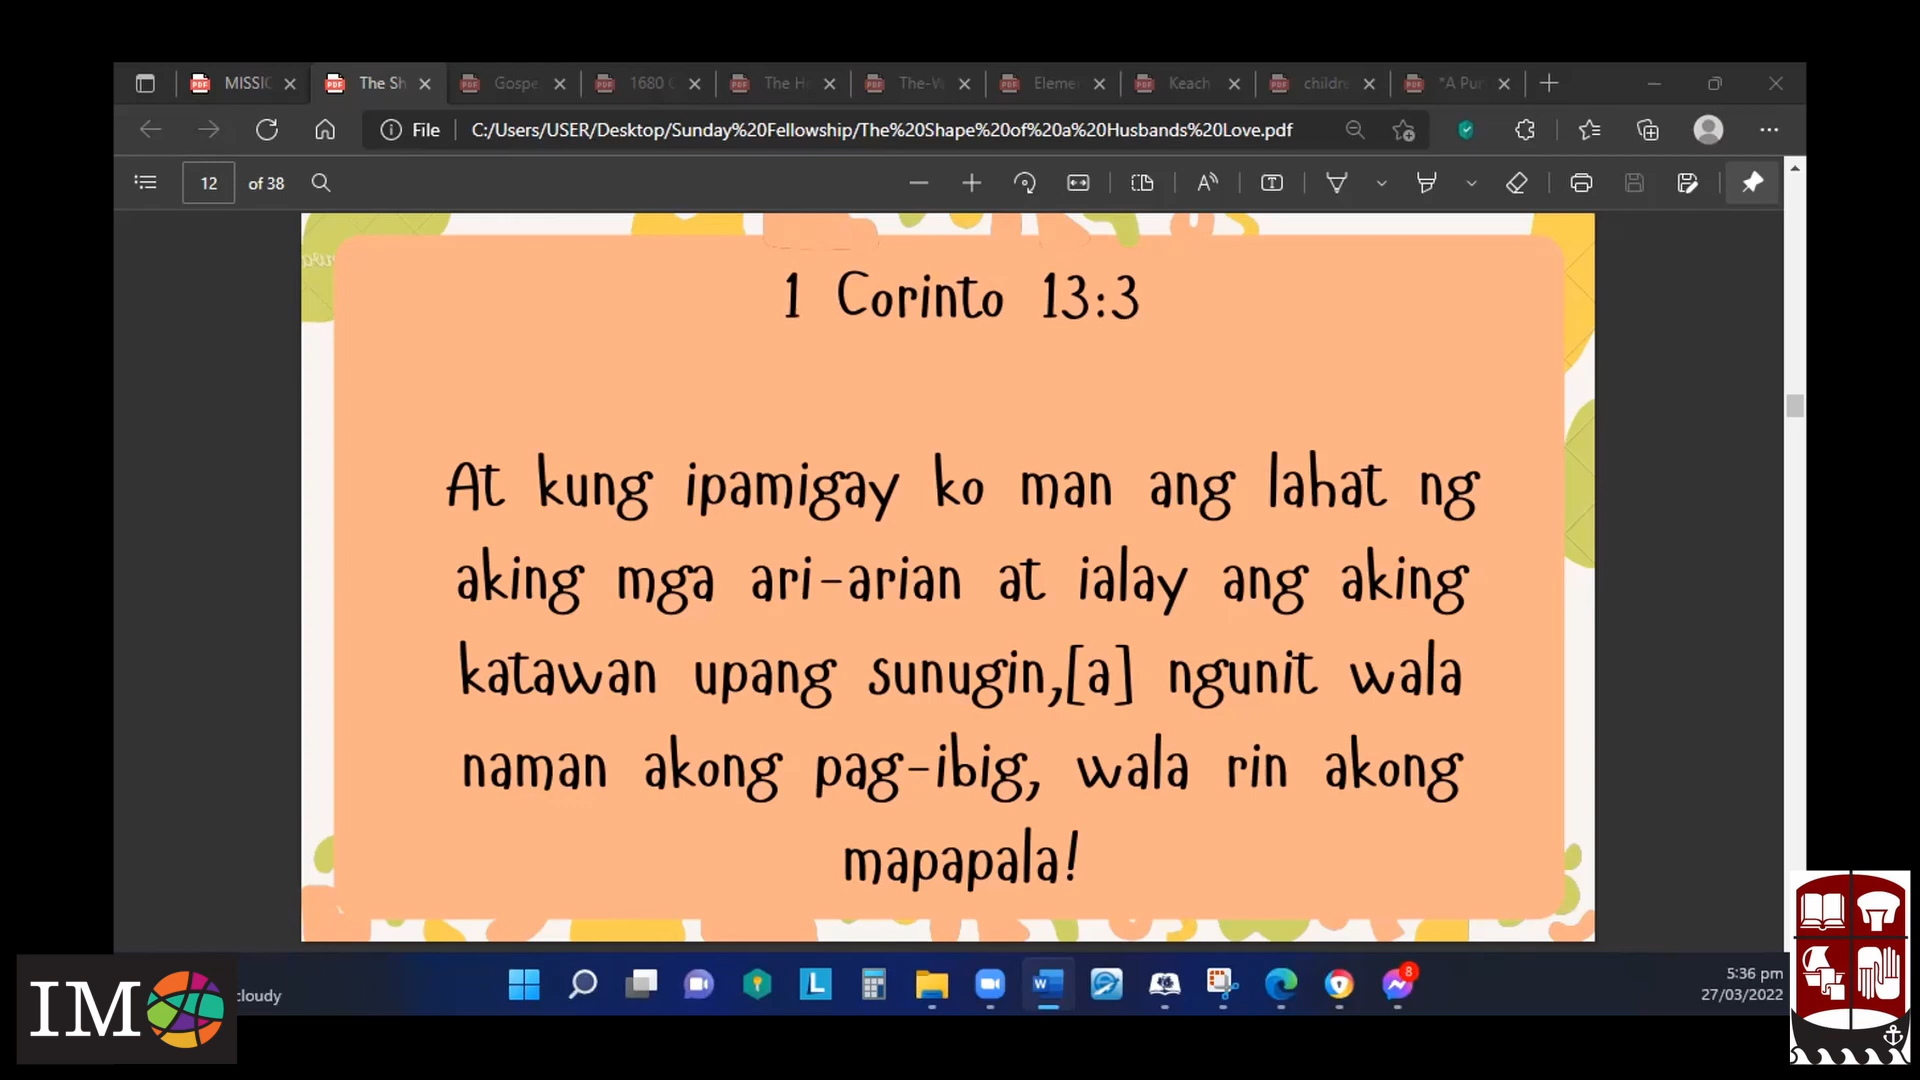 MISSIC
The Sh
Gospe
1680 C
The H
The-W
Eleme
Keach
childre
*A Pur
File
C:/Users/USER/Desktop/Sunday%20Fellowship/The%20Shape%20of%20a%20Husbands%20Love.pdf
12 of 38
1 Corinto 13:3
At kung ipamigay ko man ang lahat ng
aking mga ari-arian at ialay ang aking
katawan upang sunugin,[a] ngunit wala
naman akong pag-ibig, wala rin akong
mapapala!
IM
cloudy
8
5:36 pm
27/03/2022